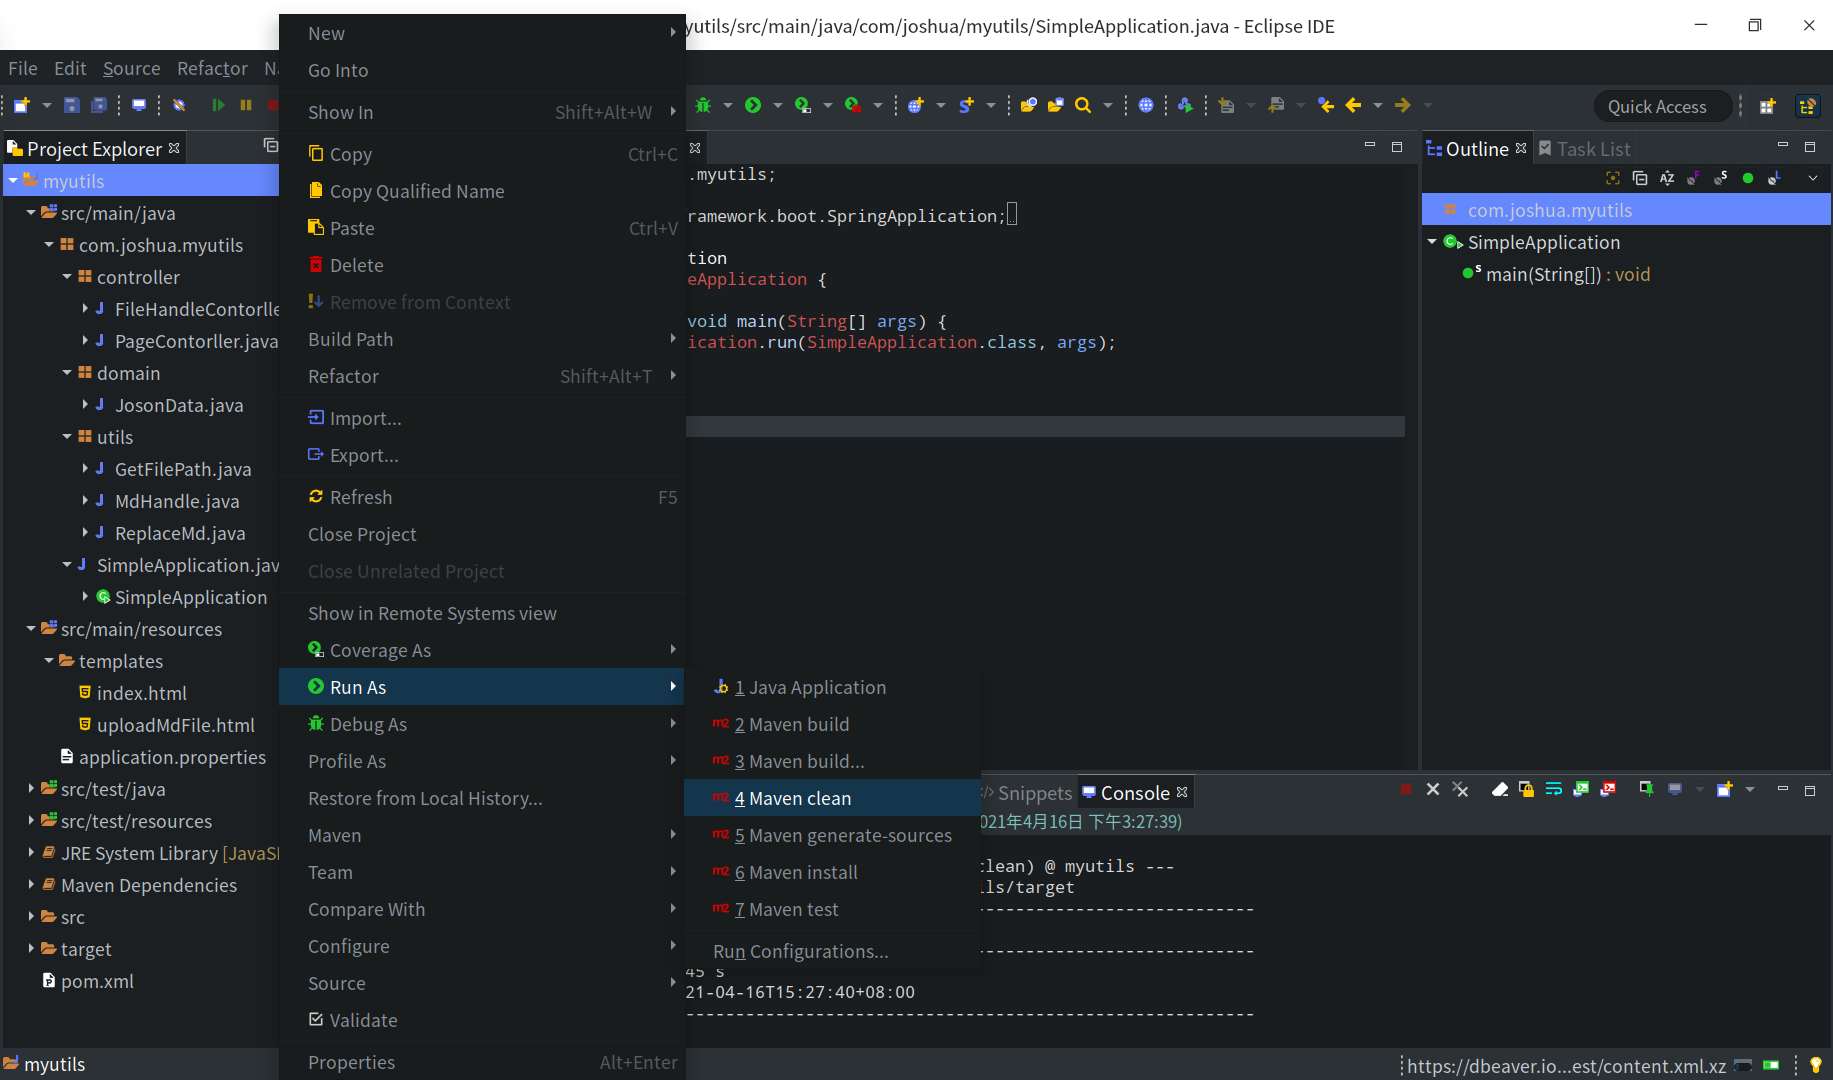 yutils/src/main/java/com/joshua/myutils/SimpleApplication.java - Eclipse IDE
File Edit Source Refactor Na
Quick Access
Project Explorer
myutils
src/main/java
com.joshua.myutils
controller
FileHandleContorlle
PageContorller.java
domain
JosonData.java
utils
GetFilePath.java
MdHandle.java
ReplaceMd.java
SimpleApplication.jav
SimpleApplication
src/main/resources
templates
index.html
uploadMdFile.html
application.properties
src/test/java
src/test/resources
JRE System Library [JavaSE
Maven Dependencies
src
target
pom.xml
myutils
New
Go Into
Show In Shift+Alt+W
Copy Ctrl+C
Copy Qualified Name
Paste Ctrl+V
Delete
Remove from Context
Build Path
Refactor Shift+Alt+T
Import...
Export...
Refresh F5
Close Project
Close Unrelated Project
Show in Remote Systems view
Coverage As
Run As
Debug As
Profile As
Restore from Local History...
Maven
Team
Compare With
Configure
Source
Validate
Properties Alt+Enter
1 Java Application
2 Maven build
3 Maven build...
4 Maven clean
5 Maven generate-sources
6 Maven install
7 Maven test
Run Configurations...
.myutils;
ramework.boot.SpringApplication;
tion
eApplication {
void main(String[] args) {
ication.run(SimpleApplication.class, args);
Outline Task List
com.joshua.myutils
SimpleApplication
main(String[]) : void
Snippets Console
021年4月16日 下午3:27:39)
clean) @ myutils ---
ils/target
---------------------------
---------------------------
45 s
21-04-16T15:27:40+08:00
---------------------------------------------------------
https://dbeaver.io...est/content.xml.xz